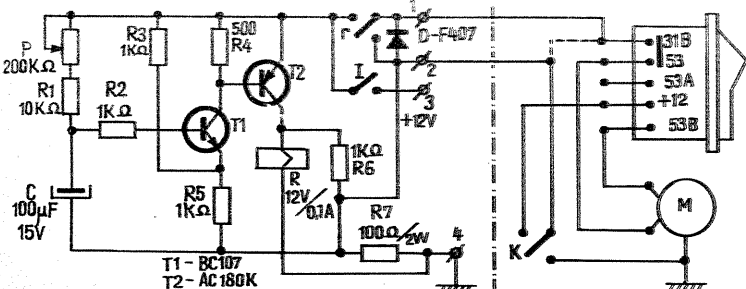 P
200KΩ
R1
10KΩ
R2
1KΩ
R3
1KΩ
500
R4
T1
T2
C
100µF
15V
R5
1KΩ
R
12V
/0,1A
1KΩ
R6
R7
100Ω/2W
T1 - BC107
T2 - AC180K
r
I
1
D-F407
2
3
+12V
4
K
31B
53
53A
+12
53B
M